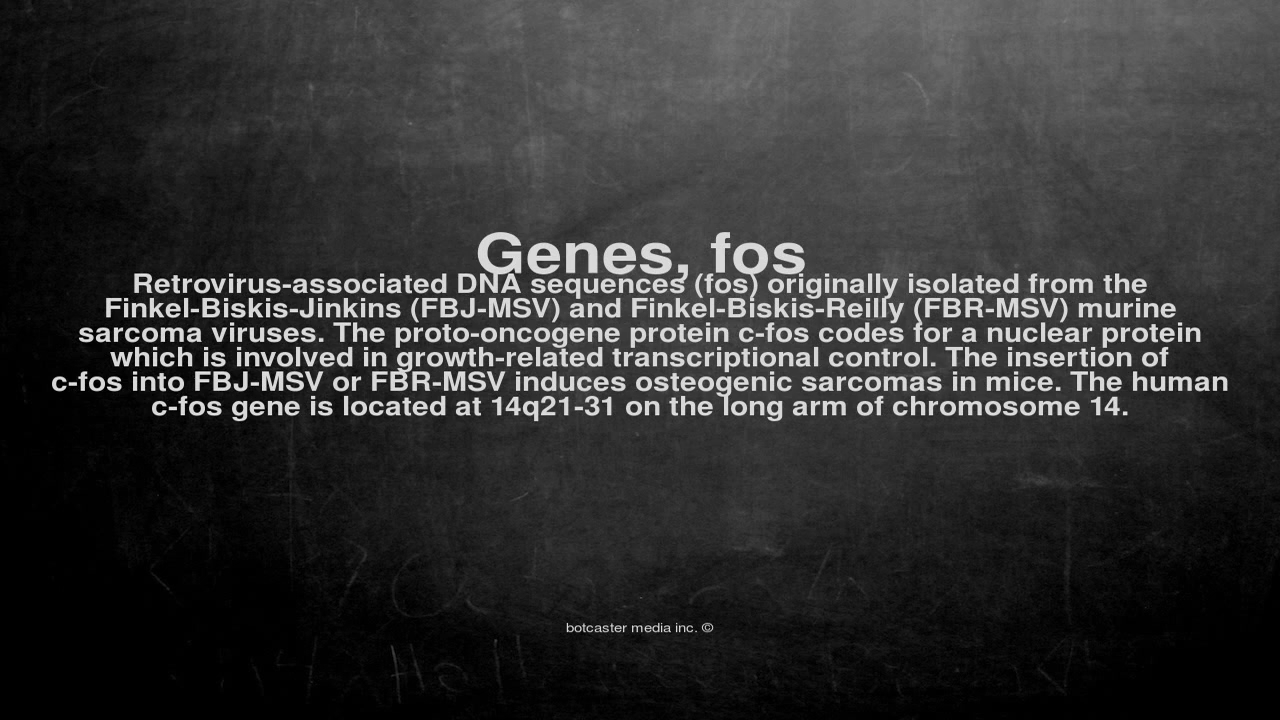 Genes, fos
Retrovirus-associated DNA sequences (fos) originally isolated from the
Finkel-Biskis-Jinkins (FBJ-MSV) and Finkel-Biskis-Reilly (FBR-MSV) murine
sarcoma viruses. The proto-oncogene protein c-fos codes for a nuclear protein
which is involved in growth-related transcriptional control. The insertion of
c-fos into FBJ-MSV or FBR-MSV induces osteogenic sarcomas in mice. The human
c-fos gene is located at 14q21-31 on the long arm of chromosome 14.
botcaster media inc. ©